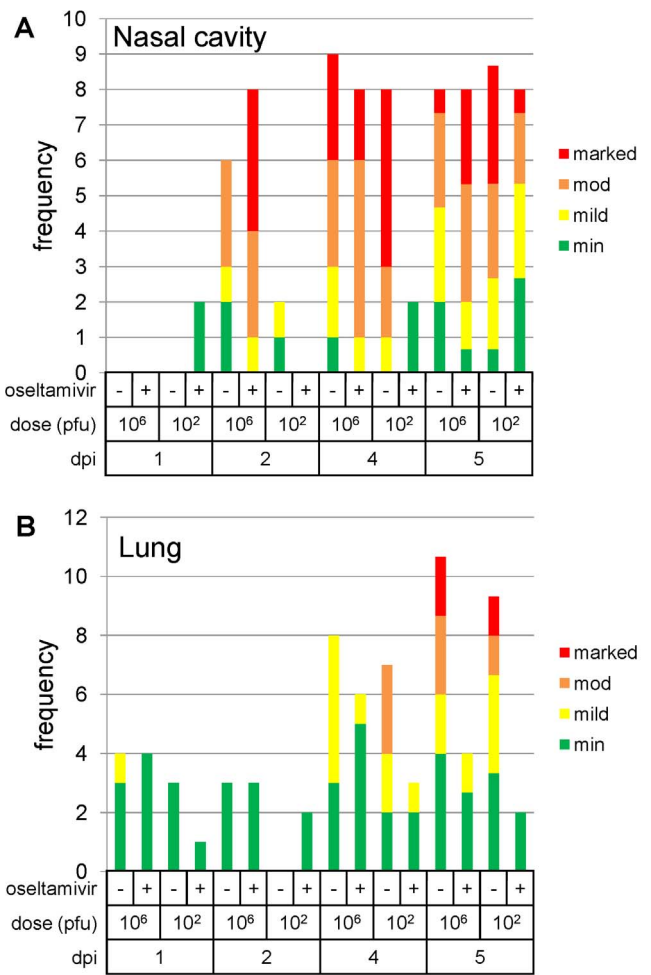 A
Nasal cavity
10
9
8
7
6
5
4
3
2
1
0
frequency
marked
mod
mild
min
oseltamivir - + - + - + - + - + - + - + - +
dose (pfu) 10⁶ 10² 10⁶ 10² 10⁶ 10² 10⁶ 10²
dpi 1 2 4 5
B
Lung
12
10
8
6
4
2
0
frequency
marked
mod
mild
min
oseltamivir - + - + - + - + - + - + - + - +
dose (pfu) 10⁶ 10² 10⁶ 10² 10⁶ 10² 10⁶ 10²
dpi 1 2 4 5